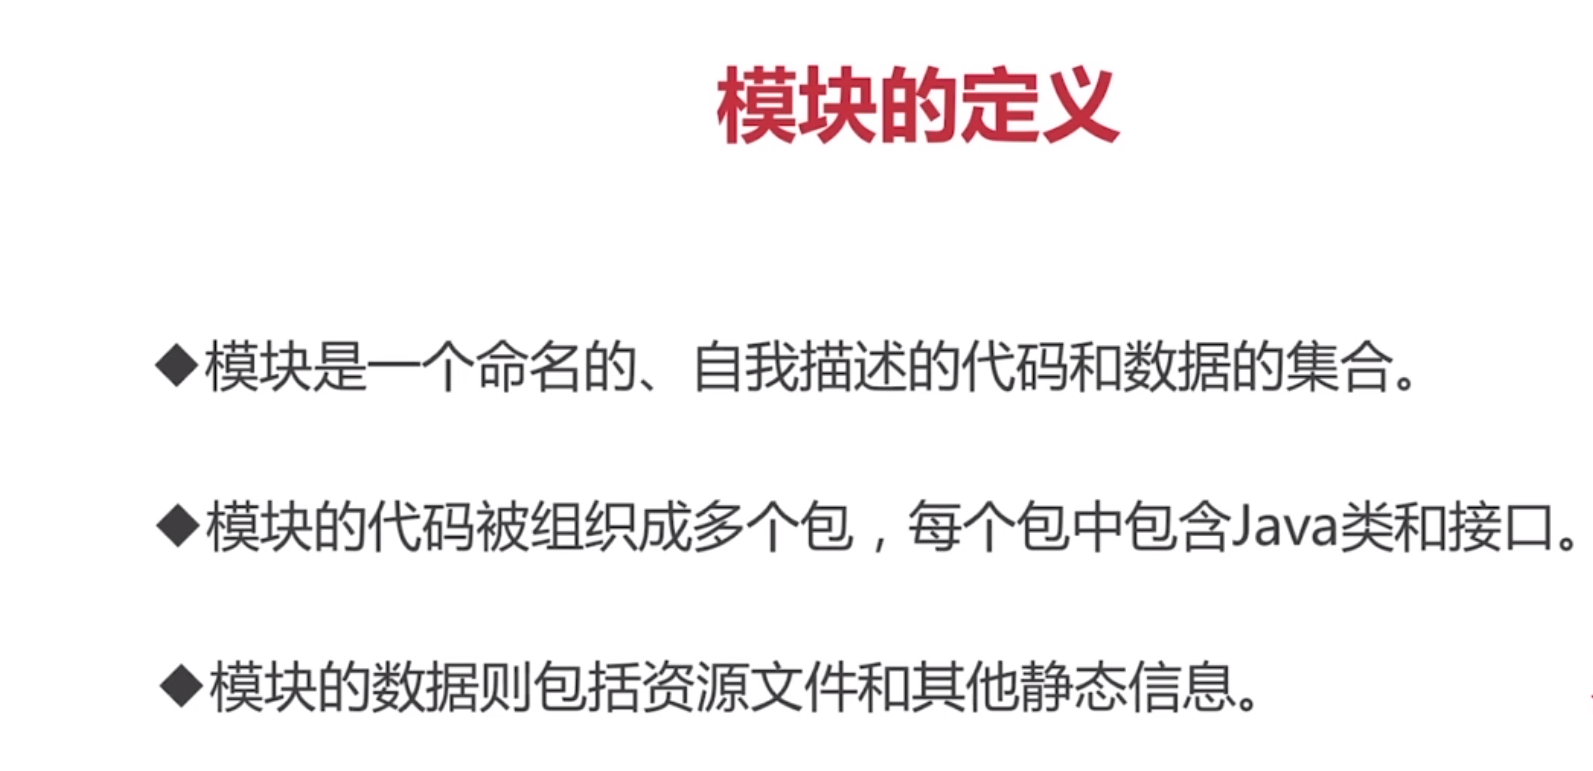 模块的定义
◆模块是一个命名的、自我描述的代码和数据的集合。
◆模块的代码被组织成多个包，每个包中包含Java类和接口。
◆模块的数据则包括资源文件和其他静态信息。